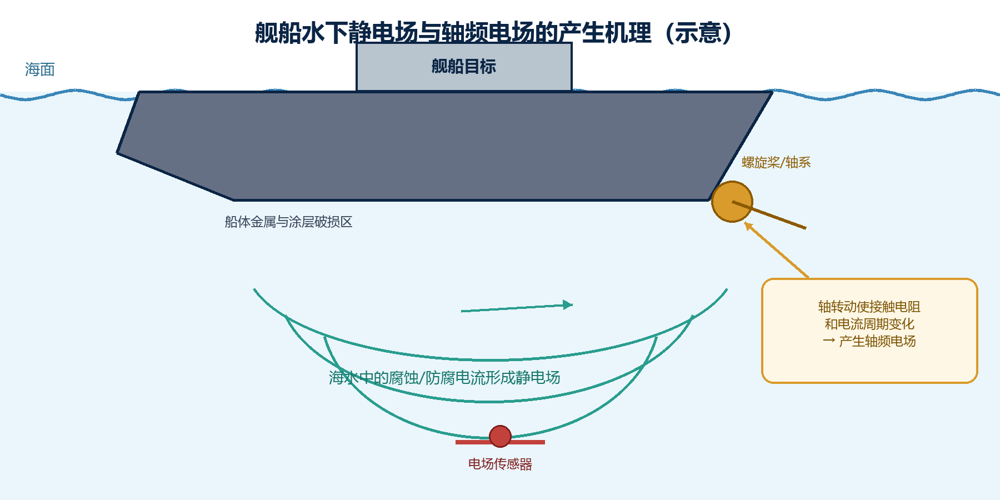 舰船水下静电场与轴频电场的产生机理（示意）
舰船目标
海面
螺旋桨/轴系
船体金属与涂层破损区
轴转动使接触电阻
和电流周期变化
→ 产生轴频电场
海水中的腐蚀/防腐电流形成静电场
电场传感器